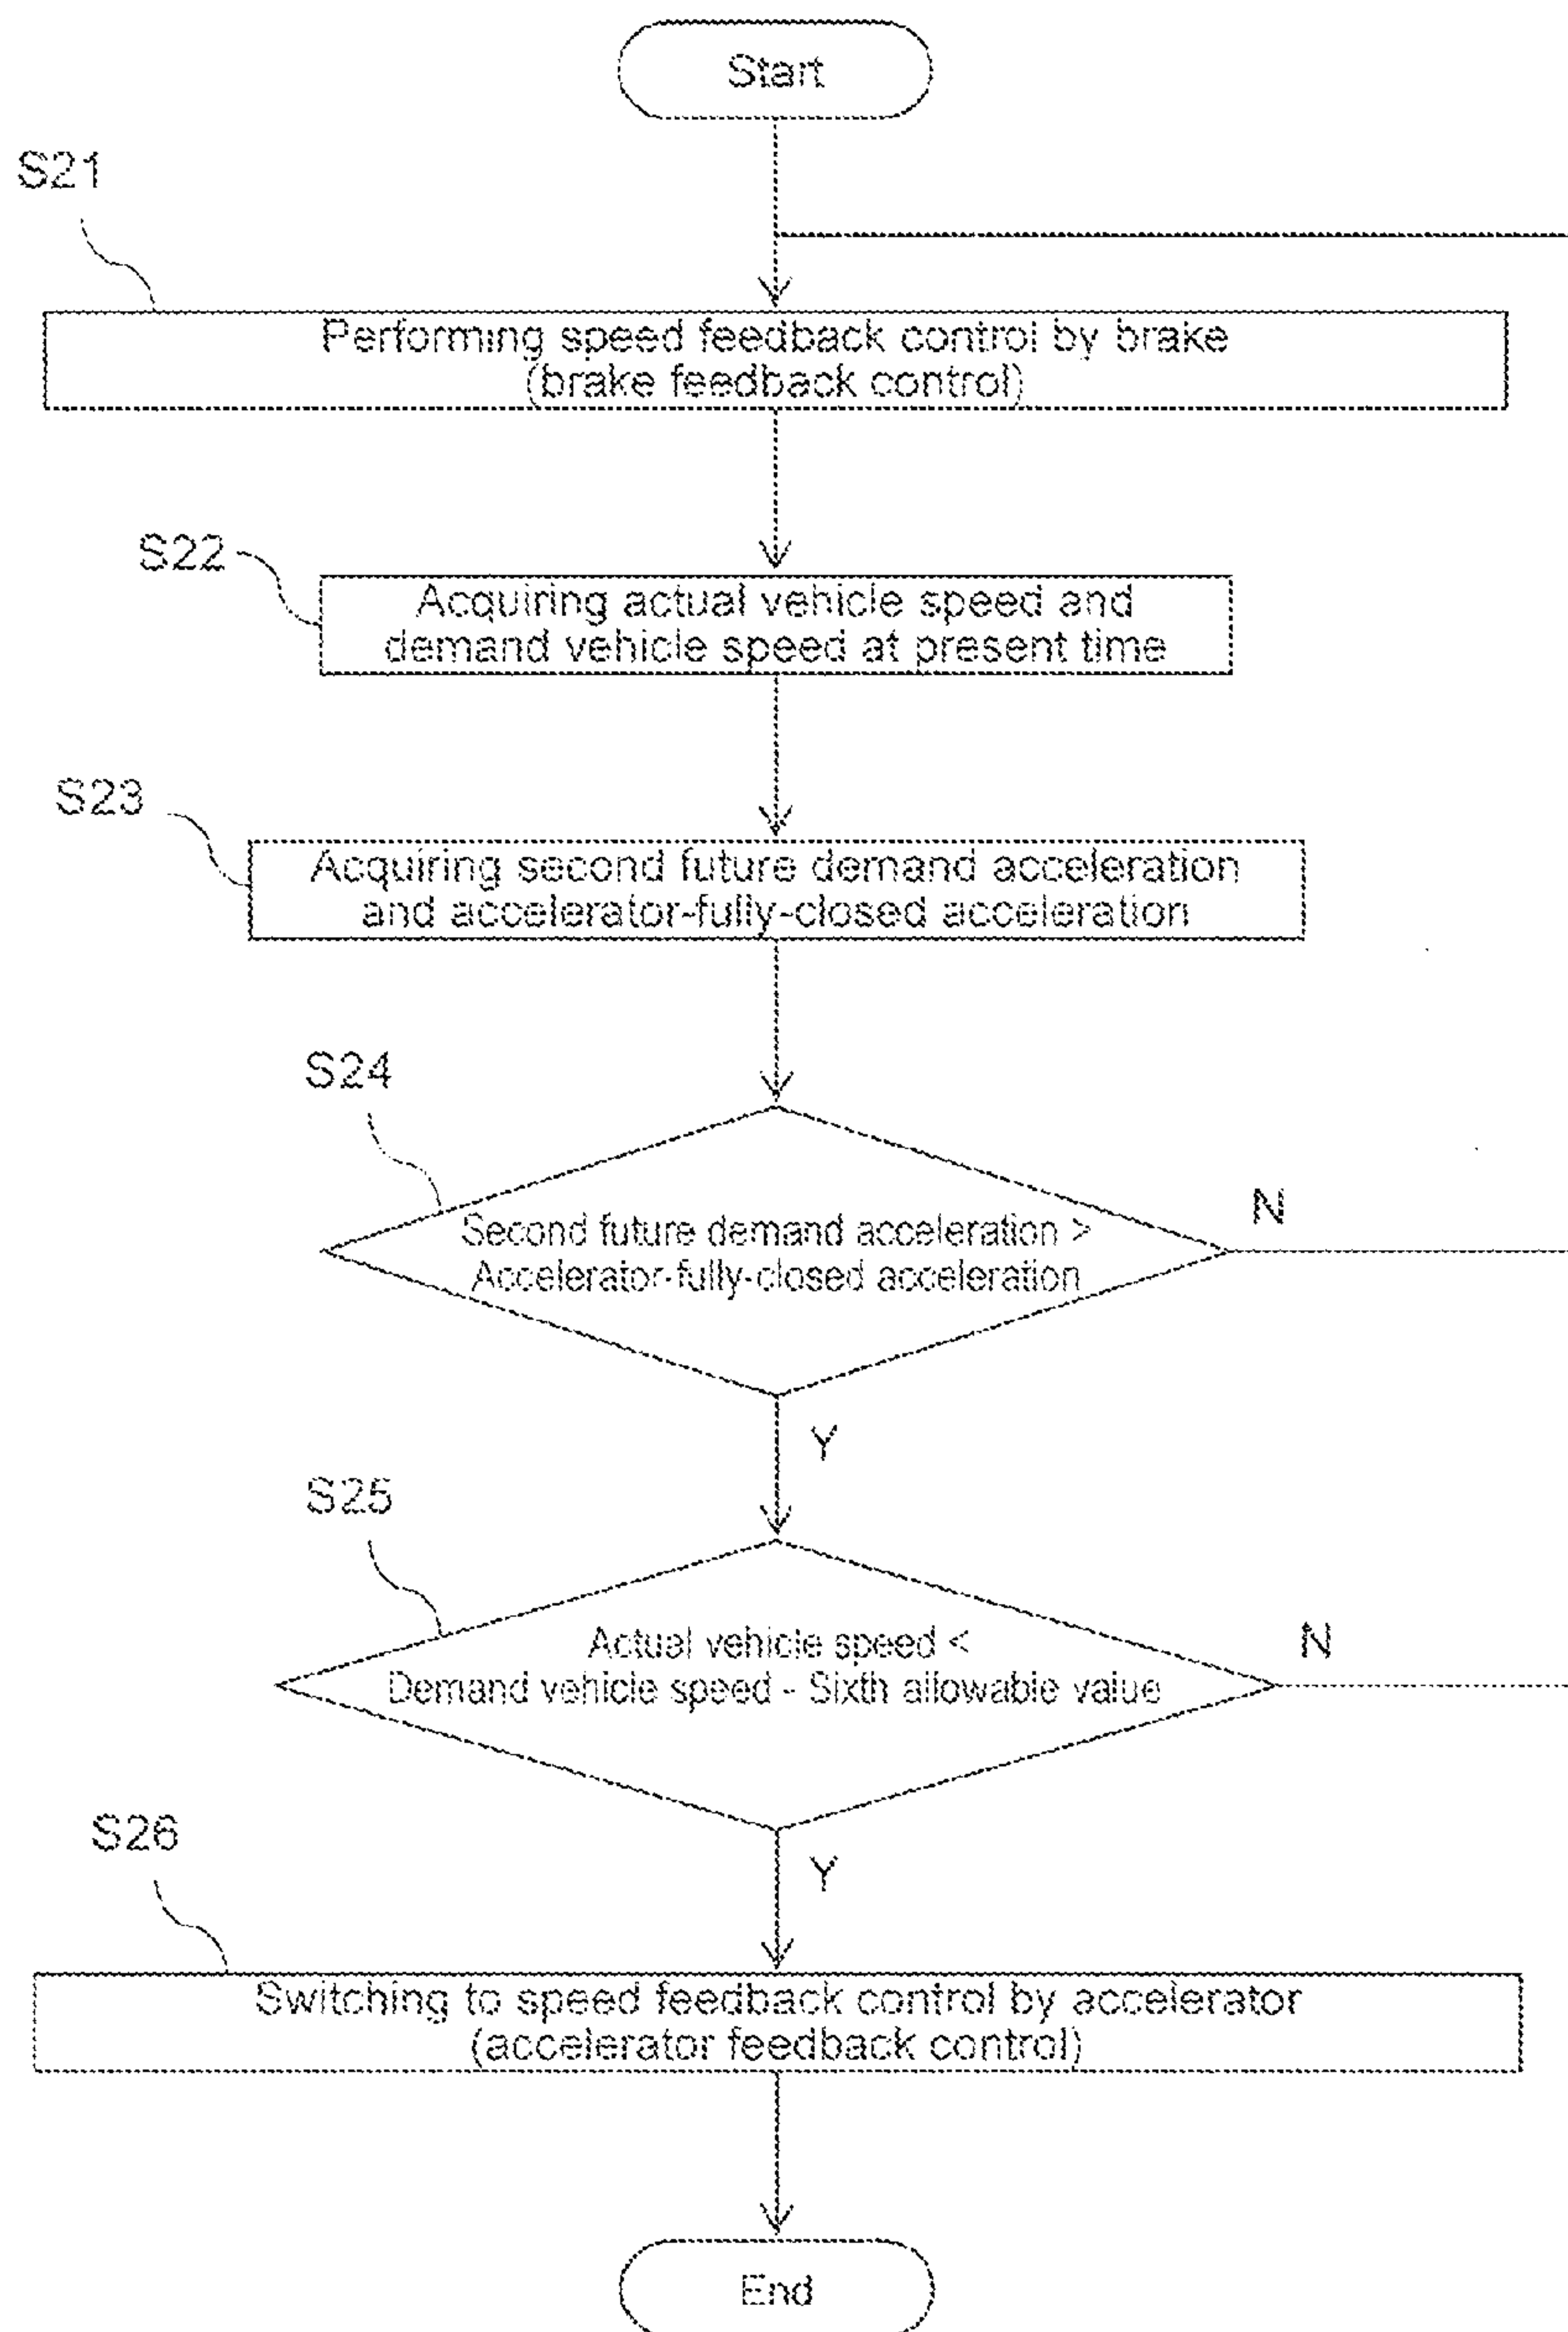 Start
S21
Performing speed feedback control by brake
(brake feedback control)
S22
Acquiring actual vehicle speed and
demand vehicle speed at present time
S23
Acquiring second future demand acceleration
and accelerator-fully-closed acceleration
S24
Second future demand acceleration >
Accelerator-fully-closed acceleration
N
Y
S25
Actual vehicle speed <
Demand vehicle speed - Sixth allowable value
N
Y
S26
Switching to speed feedback control by accelerator
(accelerator feedback control)
End